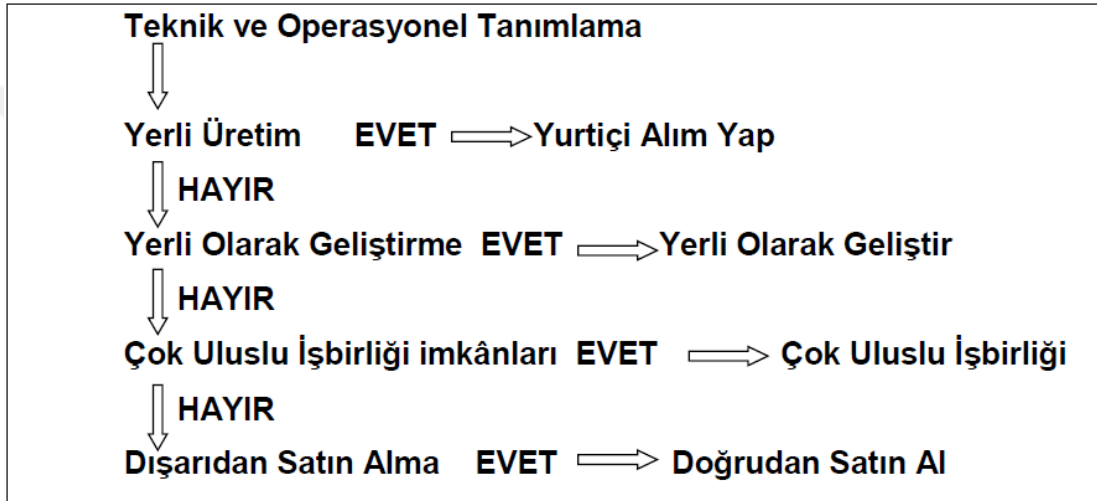 Teknik ve Operasyonel Tanımlama
Yerli Üretim EVET Yurtiçi Alım Yap
HAYIR
Yerli Olarak Geliştirme EVET Yerli Olarak Geliştir
HAYIR
Çok Uluslu İşbirliği imkânları EVET Çok Uluslu İşbirliği
HAYIR
Dışarıdan Satın Alma EVET Doğrudan Satın Al